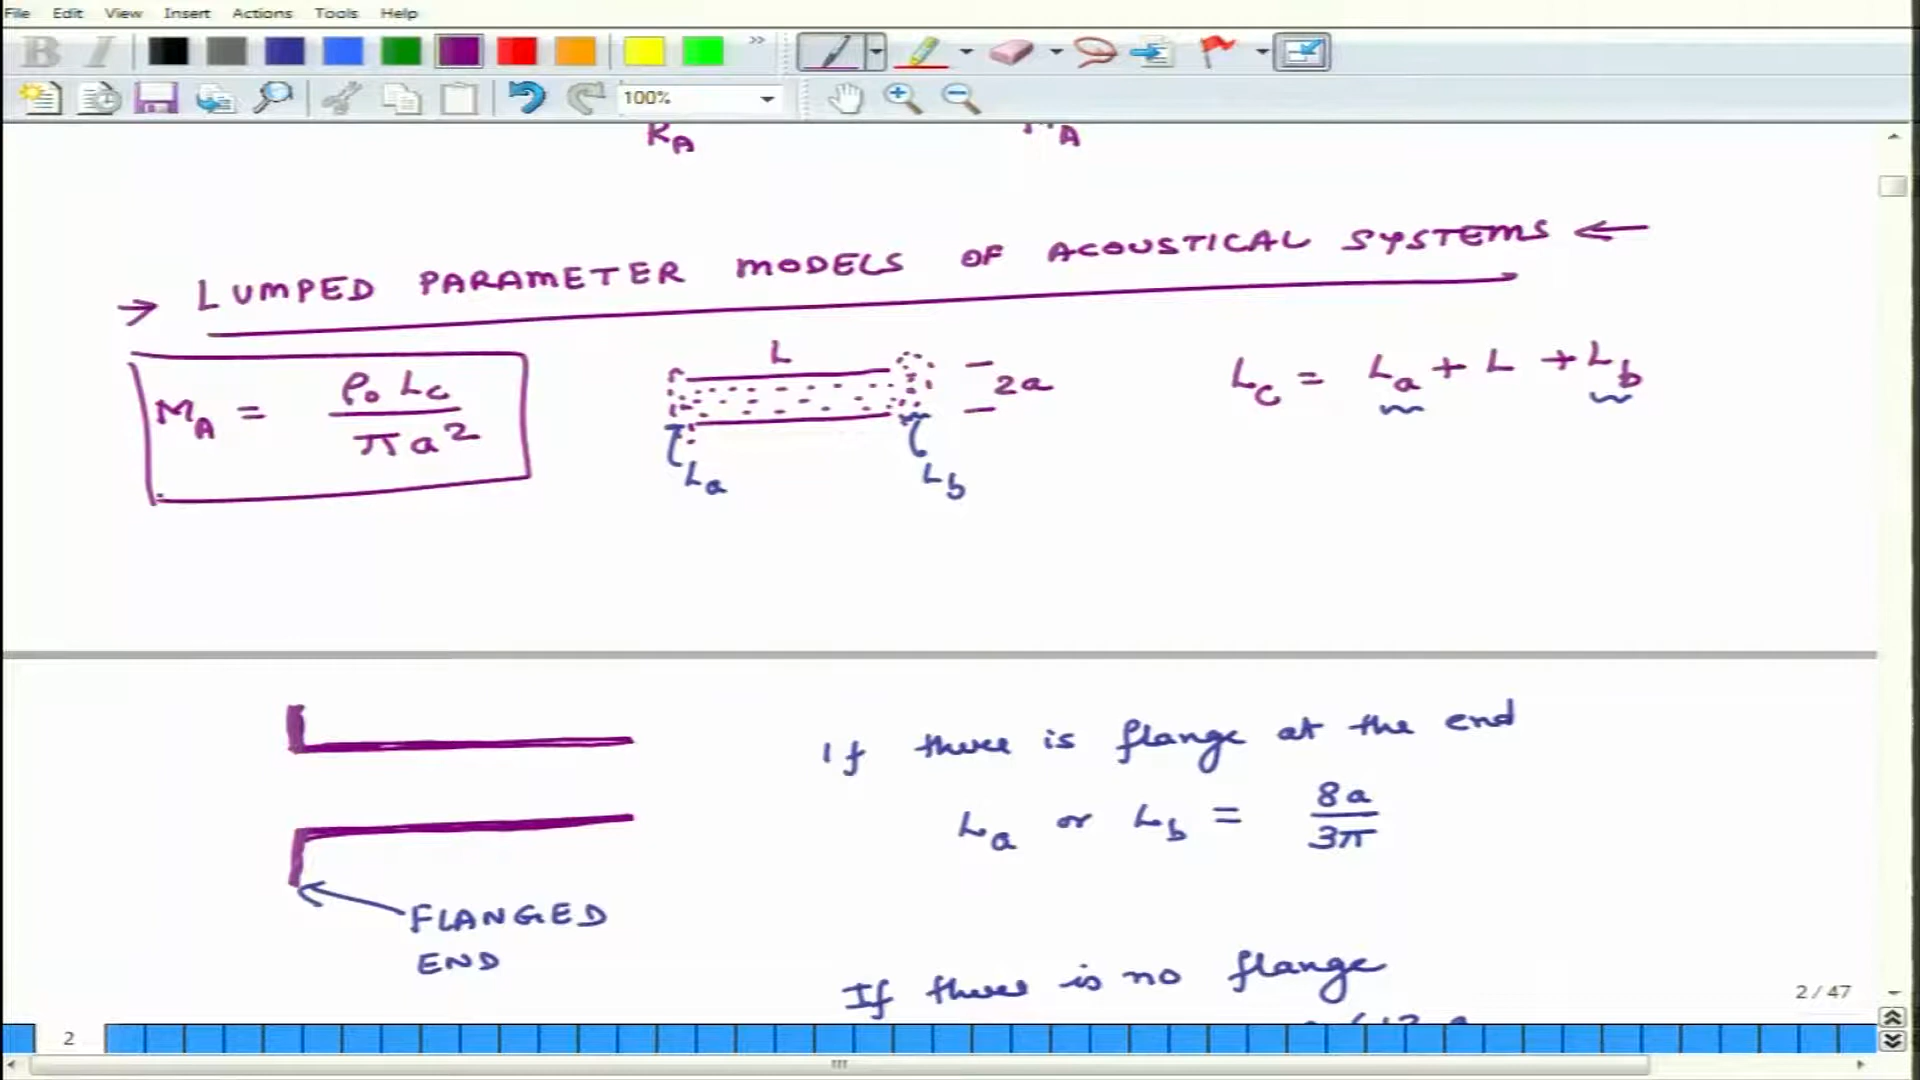 File Edit View Insert Actions Tools Help
B I
100%
K_A
A
→ LUMPED PARAMETER MODELS OF ACOUSTICAL SYSTEMS ←
M_A = ρ₀ L_c / πa²
L
2a
L_a
L_b
L_c = L_a + L + L_b
If there is flange at the end
L_a or L_b = 8a / 3π
FLANGED
END
If there is no flange
2 / 47
2